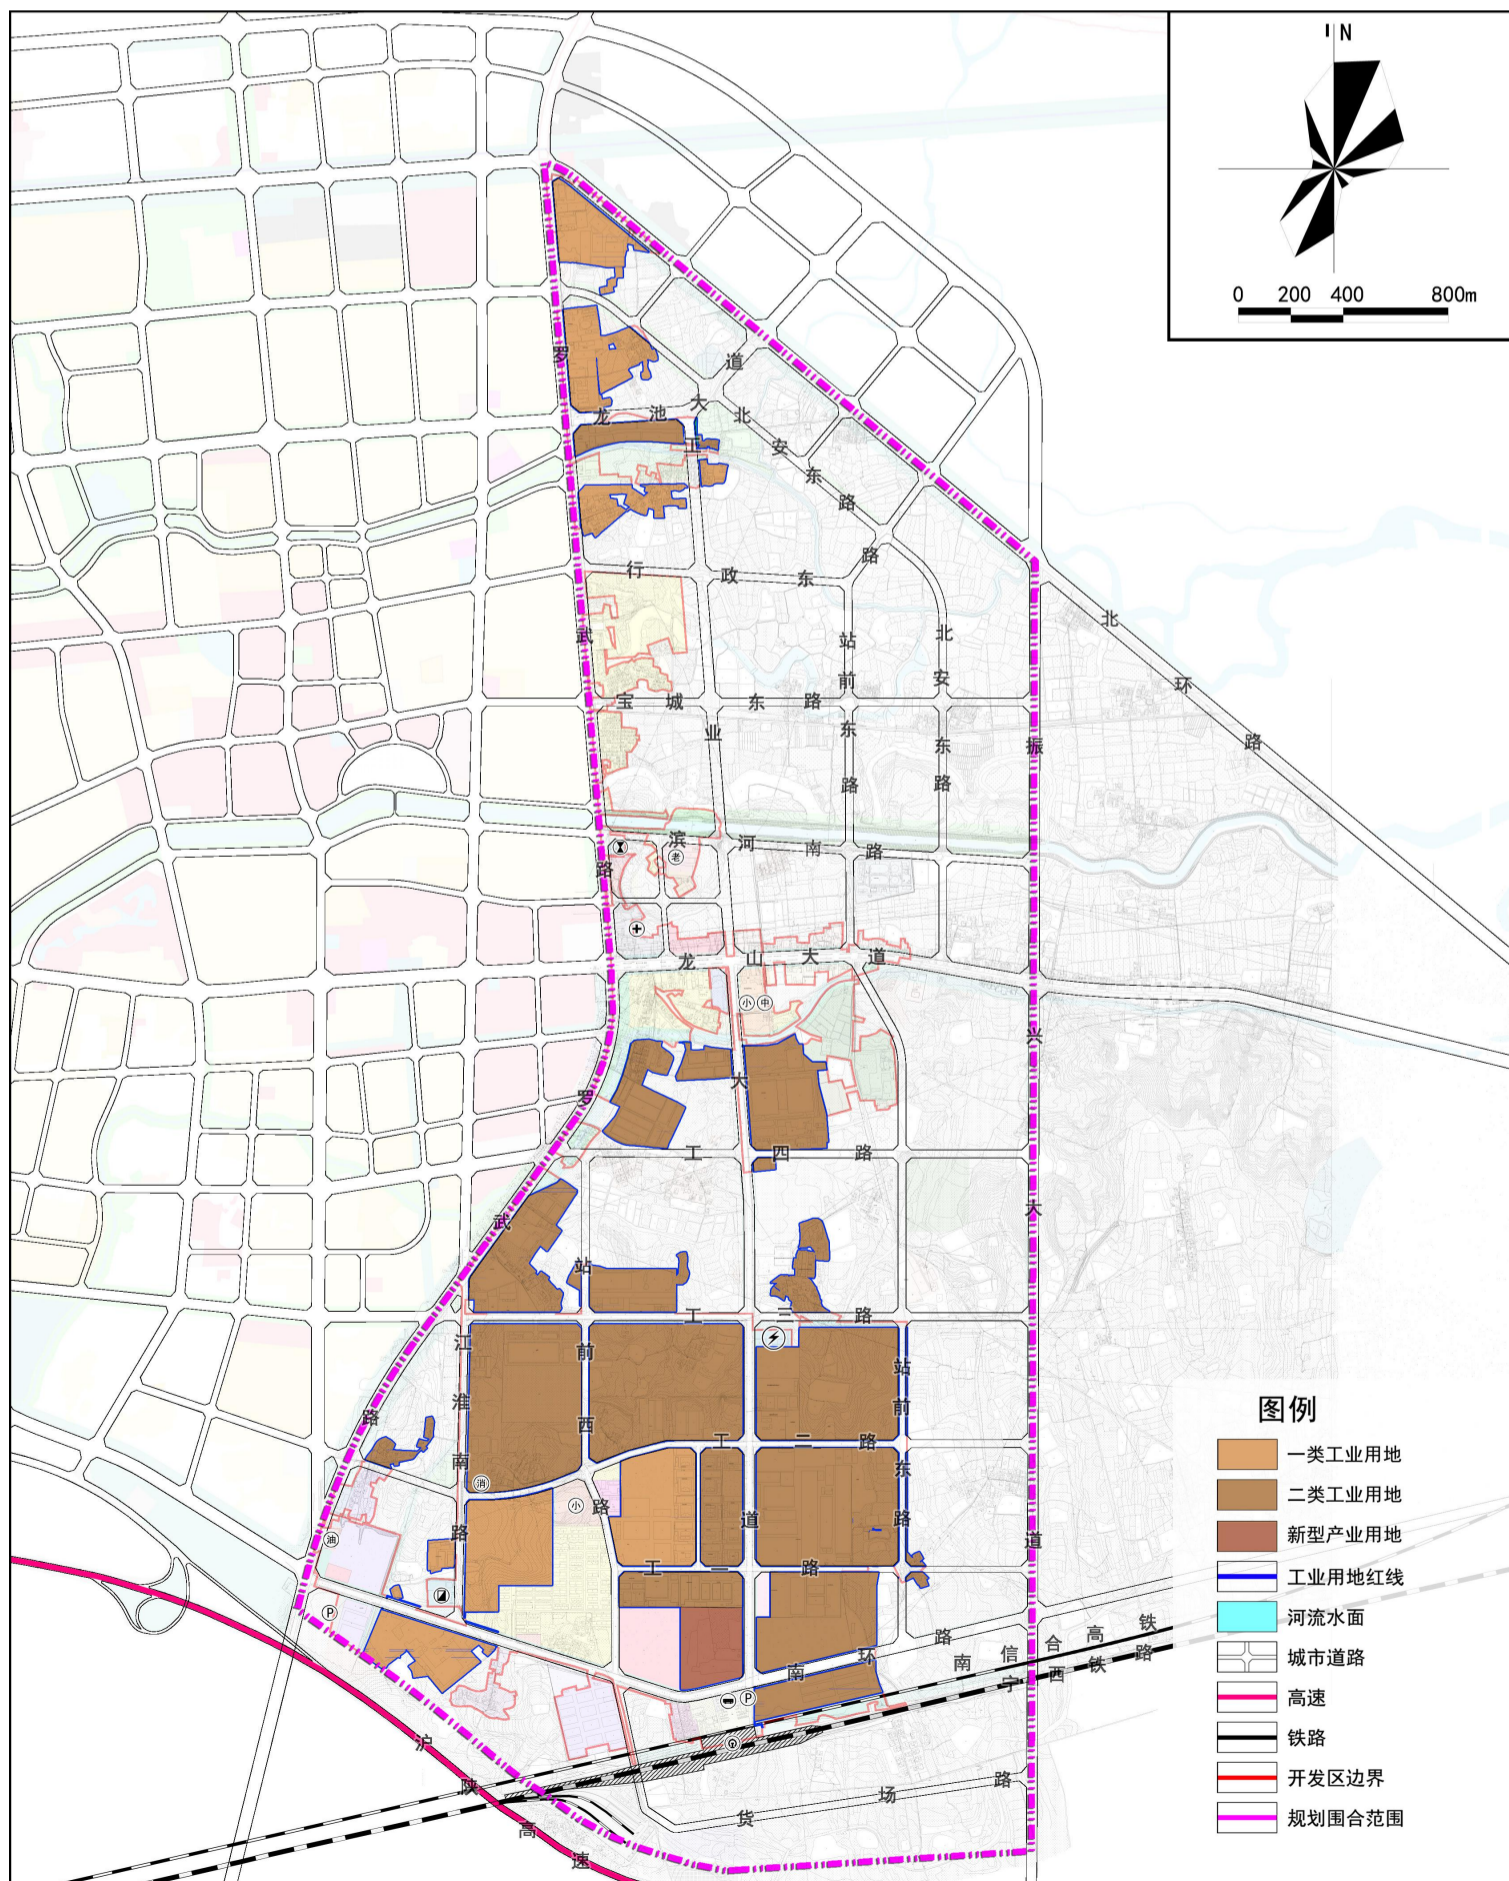 N
0 200 400 800m
道
龙池大
北安东路
工
罗
行政东路
北环路
武
站前东路
北安东路
宝城东路
业
振
滨河南路
老
路
龙山大道
小 中
兴
大
罗
工四路
武
大
站
工三路
江淮南路
前西
站前东路
路
工二路
消
小
路
道
道
油
工一路
P
南环路
P
南信合高铁
宁西铁路
沪陕高速
货场路
图例
一类工业用地
二类工业用地
新型产业用地
工业用地红线
河流水面
城市道路
高速
铁路
开发区边界
规划围合范围